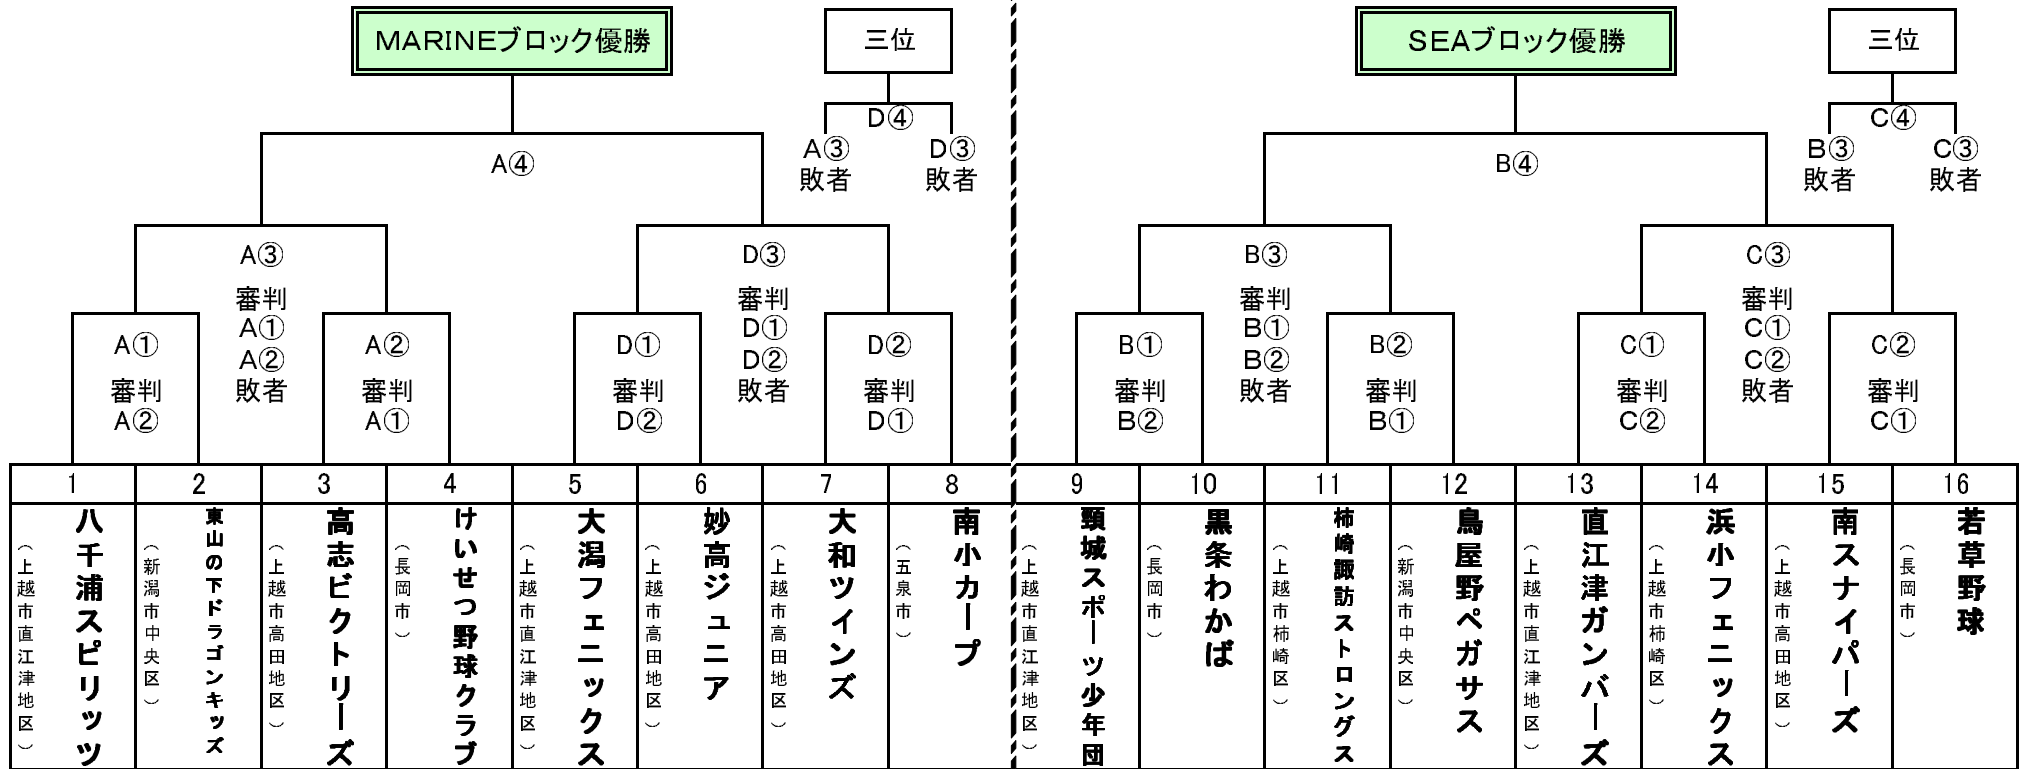 MARINEブロック優勝
三位
SEAブロック優勝
三位
D④
C④
A④
A③
敗者
D③
敗者
B④
B③
敗者
C③
敗者
A③
審判
A①
A②
敗者
D③
審判
D①
D②
敗者
B③
審判
B①
B②
敗者
C③
審判
C①
C②
敗者
A①
審判
A②
A②
審判
A①
D①
審判
D②
D②
審判
D①
B①
審判
B②
B②
審判
B①
C①
審判
C②
C②
審判
C①
1
2
3
4
5
6
7
8
9
10
11
12
13
14
15
16
八千浦スピリッツ
（上越市直江津地区）
東山の下ドラゴンキッズ
（新潟市中央区）
高志ビクトリーズ
（上越市高田地区）
けいせつ野球クラブ
（長岡市）
大潟フェニックス
（上越市直江津地区）
妙高ジュニア
（上越市高田地区）
大和ツインズ
（上越市高田地区）
南小カープ
（五泉市）
頸城スポーツ少年団
（上越市直江津地区）
黒条わかば
（長岡市）
柿崎諏訪ストロングス
（上越市柿崎区）
鳥屋野ペガサス
（新潟市中央区）
直江津ガンバーズ
（上越市直江津地区）
浜小フェニックス
（上越市柿崎区）
南スナイパーズ
（上越市高田地区）
若草野球
（長岡市）